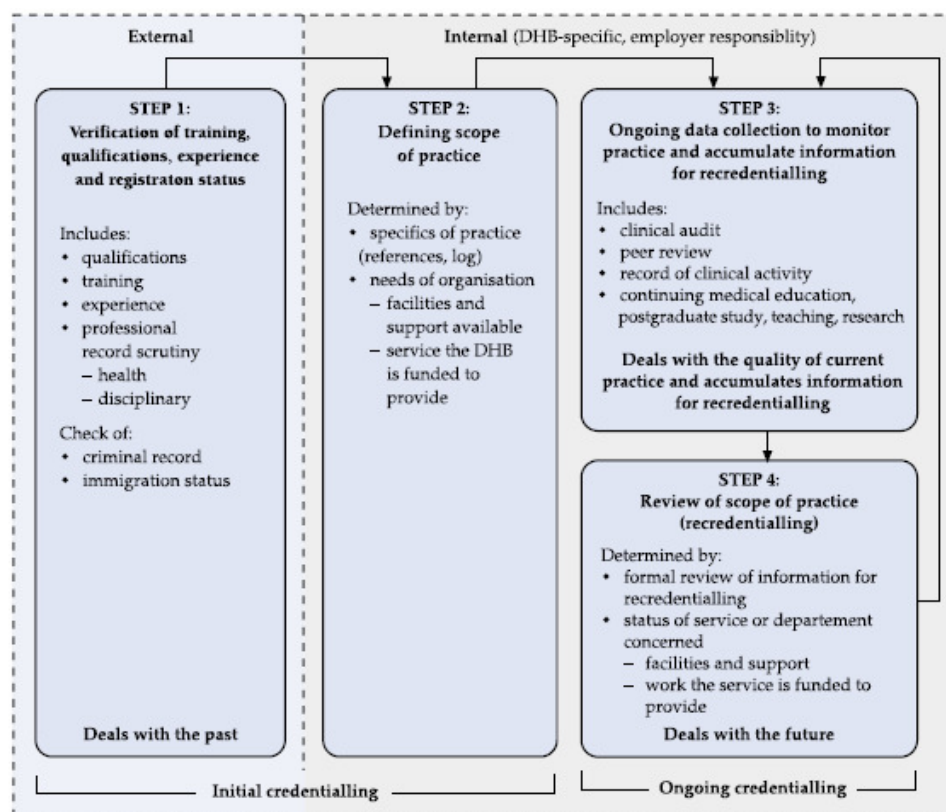 External
Internal (DHB-specific, employer responsiblity)
STEP 1:
Verification of training,
qualifications, experience
and registraton status
Includes:
• qualifications
• training
• experience
• professional
record scrutiny
– health
– disciplinary
Check of:
• criminal record
• immigration status
Deals with the past
STEP 2:
Defining scope
of practice
Determined by:
• specifics of practice
(references, log)
• needs of organisation
– facilities and
support available
– service the DHB
is funded to
provide
STEP 3:
Ongoing data collection to monitor
practice and accumulate information
for recredentialling
Includes:
• clinical audit
• peer review
• record of clinical activity
• continuing medical education,
postgraduate study, teaching, research
Deals with the quality of current
practice and accumulates information
for recredentialling
STEP 4:
Review of scope of practice
(recredentialling)
Determined by:
• formal review of information for
recredentialling
• status of service or departement
concerned
– facilities and support
– work the service is funded to
provide
Deals with the future
Initial credentialling
Ongoing credentialling